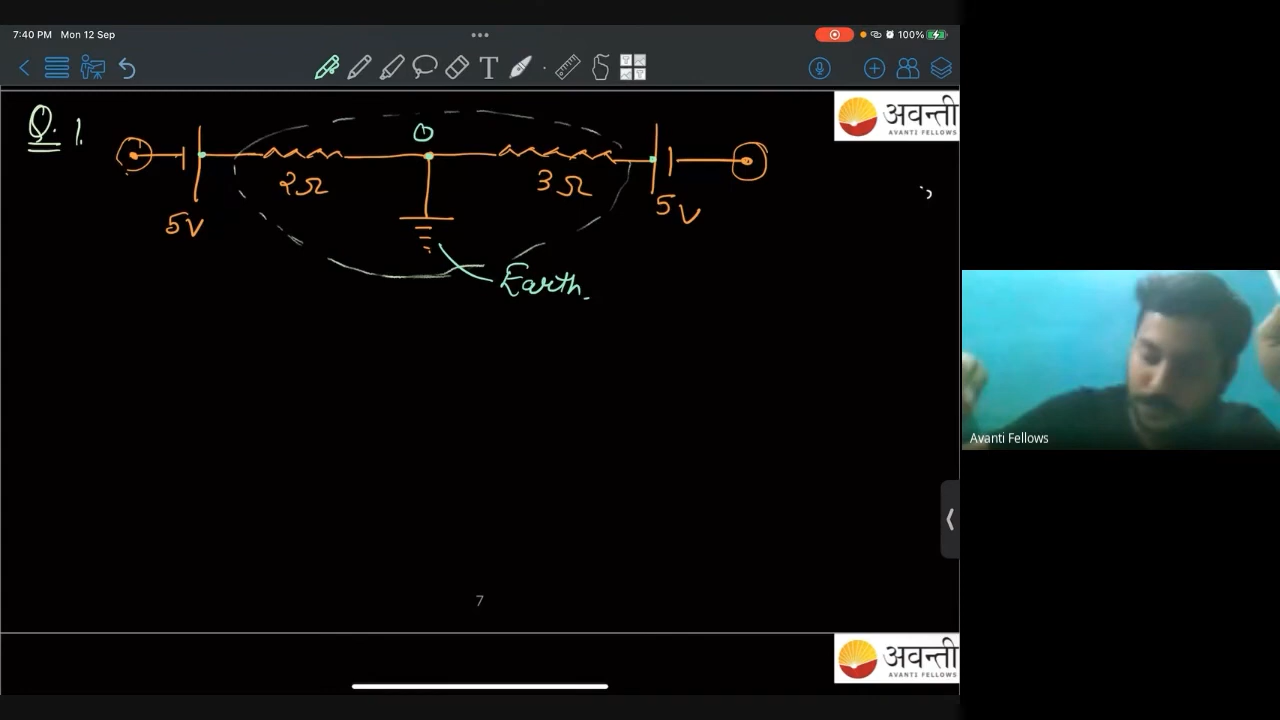 7:40 PM Mon 12 Sep
100%
T
Q. 1.
0
2Ω
3Ω
5V
5V
Earth.
अवन्ती
AVANTI FELLOWS
Avanti Fellows
7
अवन्ती
AVANTI FELLOWS